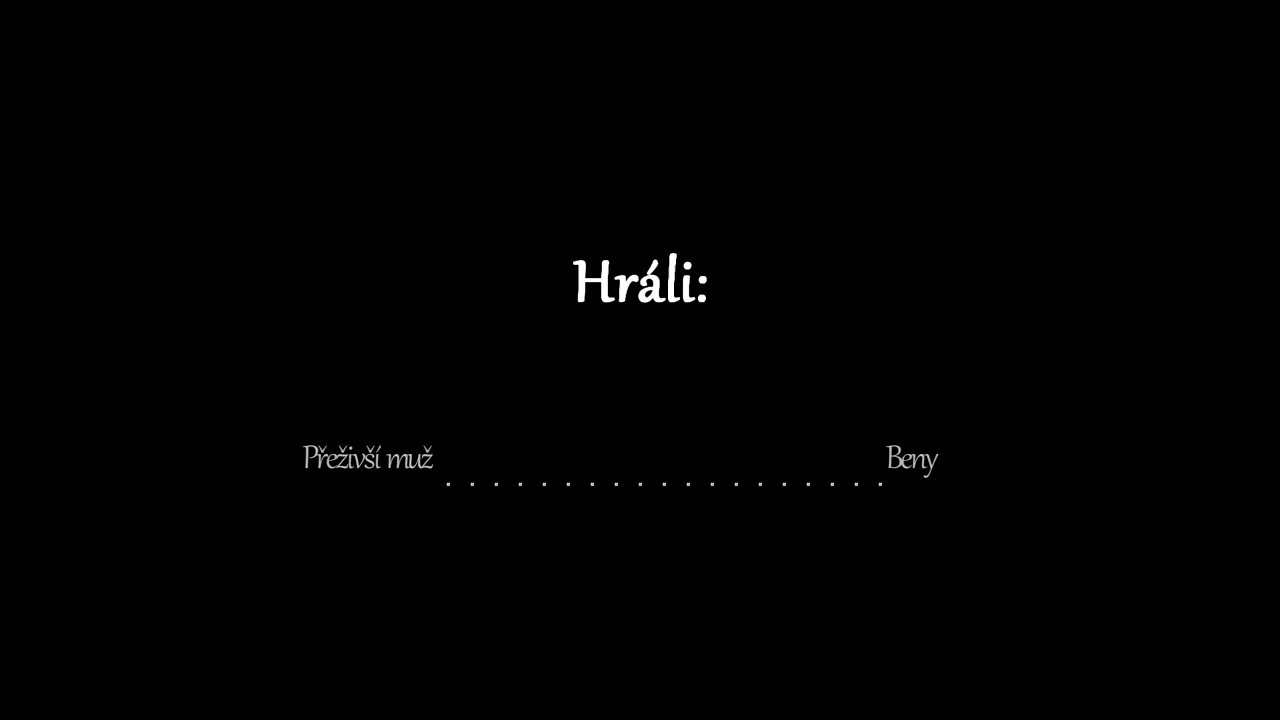 Hráli:
Přeživší muž . . . . . . . . . . . . . . . . . . . Beny